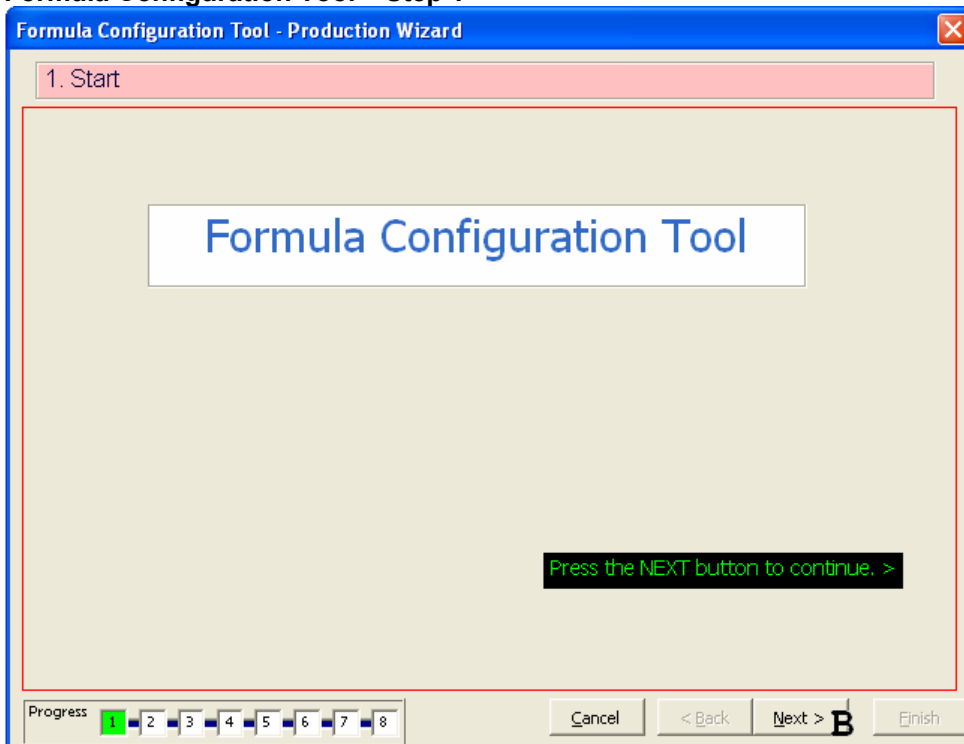 Formula Configuration Tool - Production Wizard
1. Start
Formula Configuration Tool
Press the NEXT button to continue. >
Progress 1 2 3 4 5 6 7 8
Cancel < Back Next > B Finish